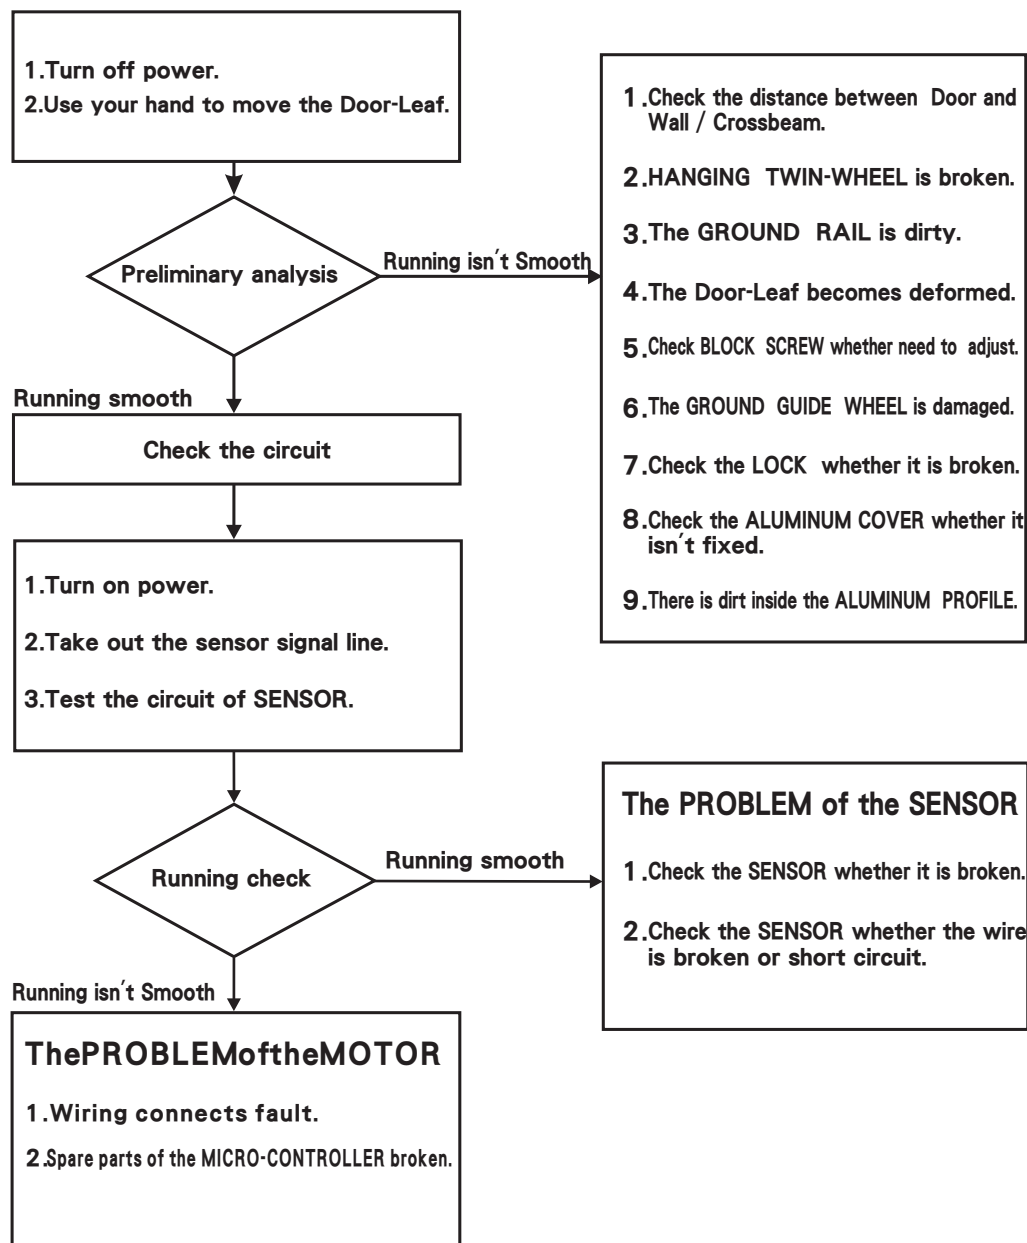 1.Turn off power.
2.Use your hand to move the Door-Leaf.
Preliminary analysis
Running isn't Smooth
1.Check the distance between Door and
Wall / Crossbeam.
2.HANGING TWIN-WHEEL is broken.
3.The GROUND RAIL is dirty.
4.The Door-Leaf becomes deformed.
5.Check BLOCK SCREW whether need to adjust.
6.The GROUND GUIDE WHEEL is damaged.
7.Check the LOCK whether it is broken.
8.Check the ALUMINUM COVER whether it
isn't fixed.
9.There is dirt inside the ALUMINUM PROFILE.
Running smooth
Check the circuit
1.Turn on power.
2.Take out the sensor signal line.
3.Test the circuit of SENSOR.
Running check
Running smooth
The PROBLEM of the SENSOR
1.Check the SENSOR whether it is broken.
2.Check the SENSOR whether the wire
is broken or short circuit.
Running isn't Smooth
ThePROBLEMoftheMOTOR
1.Wiring connects fault.
2.Spare parts of the MICRO-CONTROLLER broken.